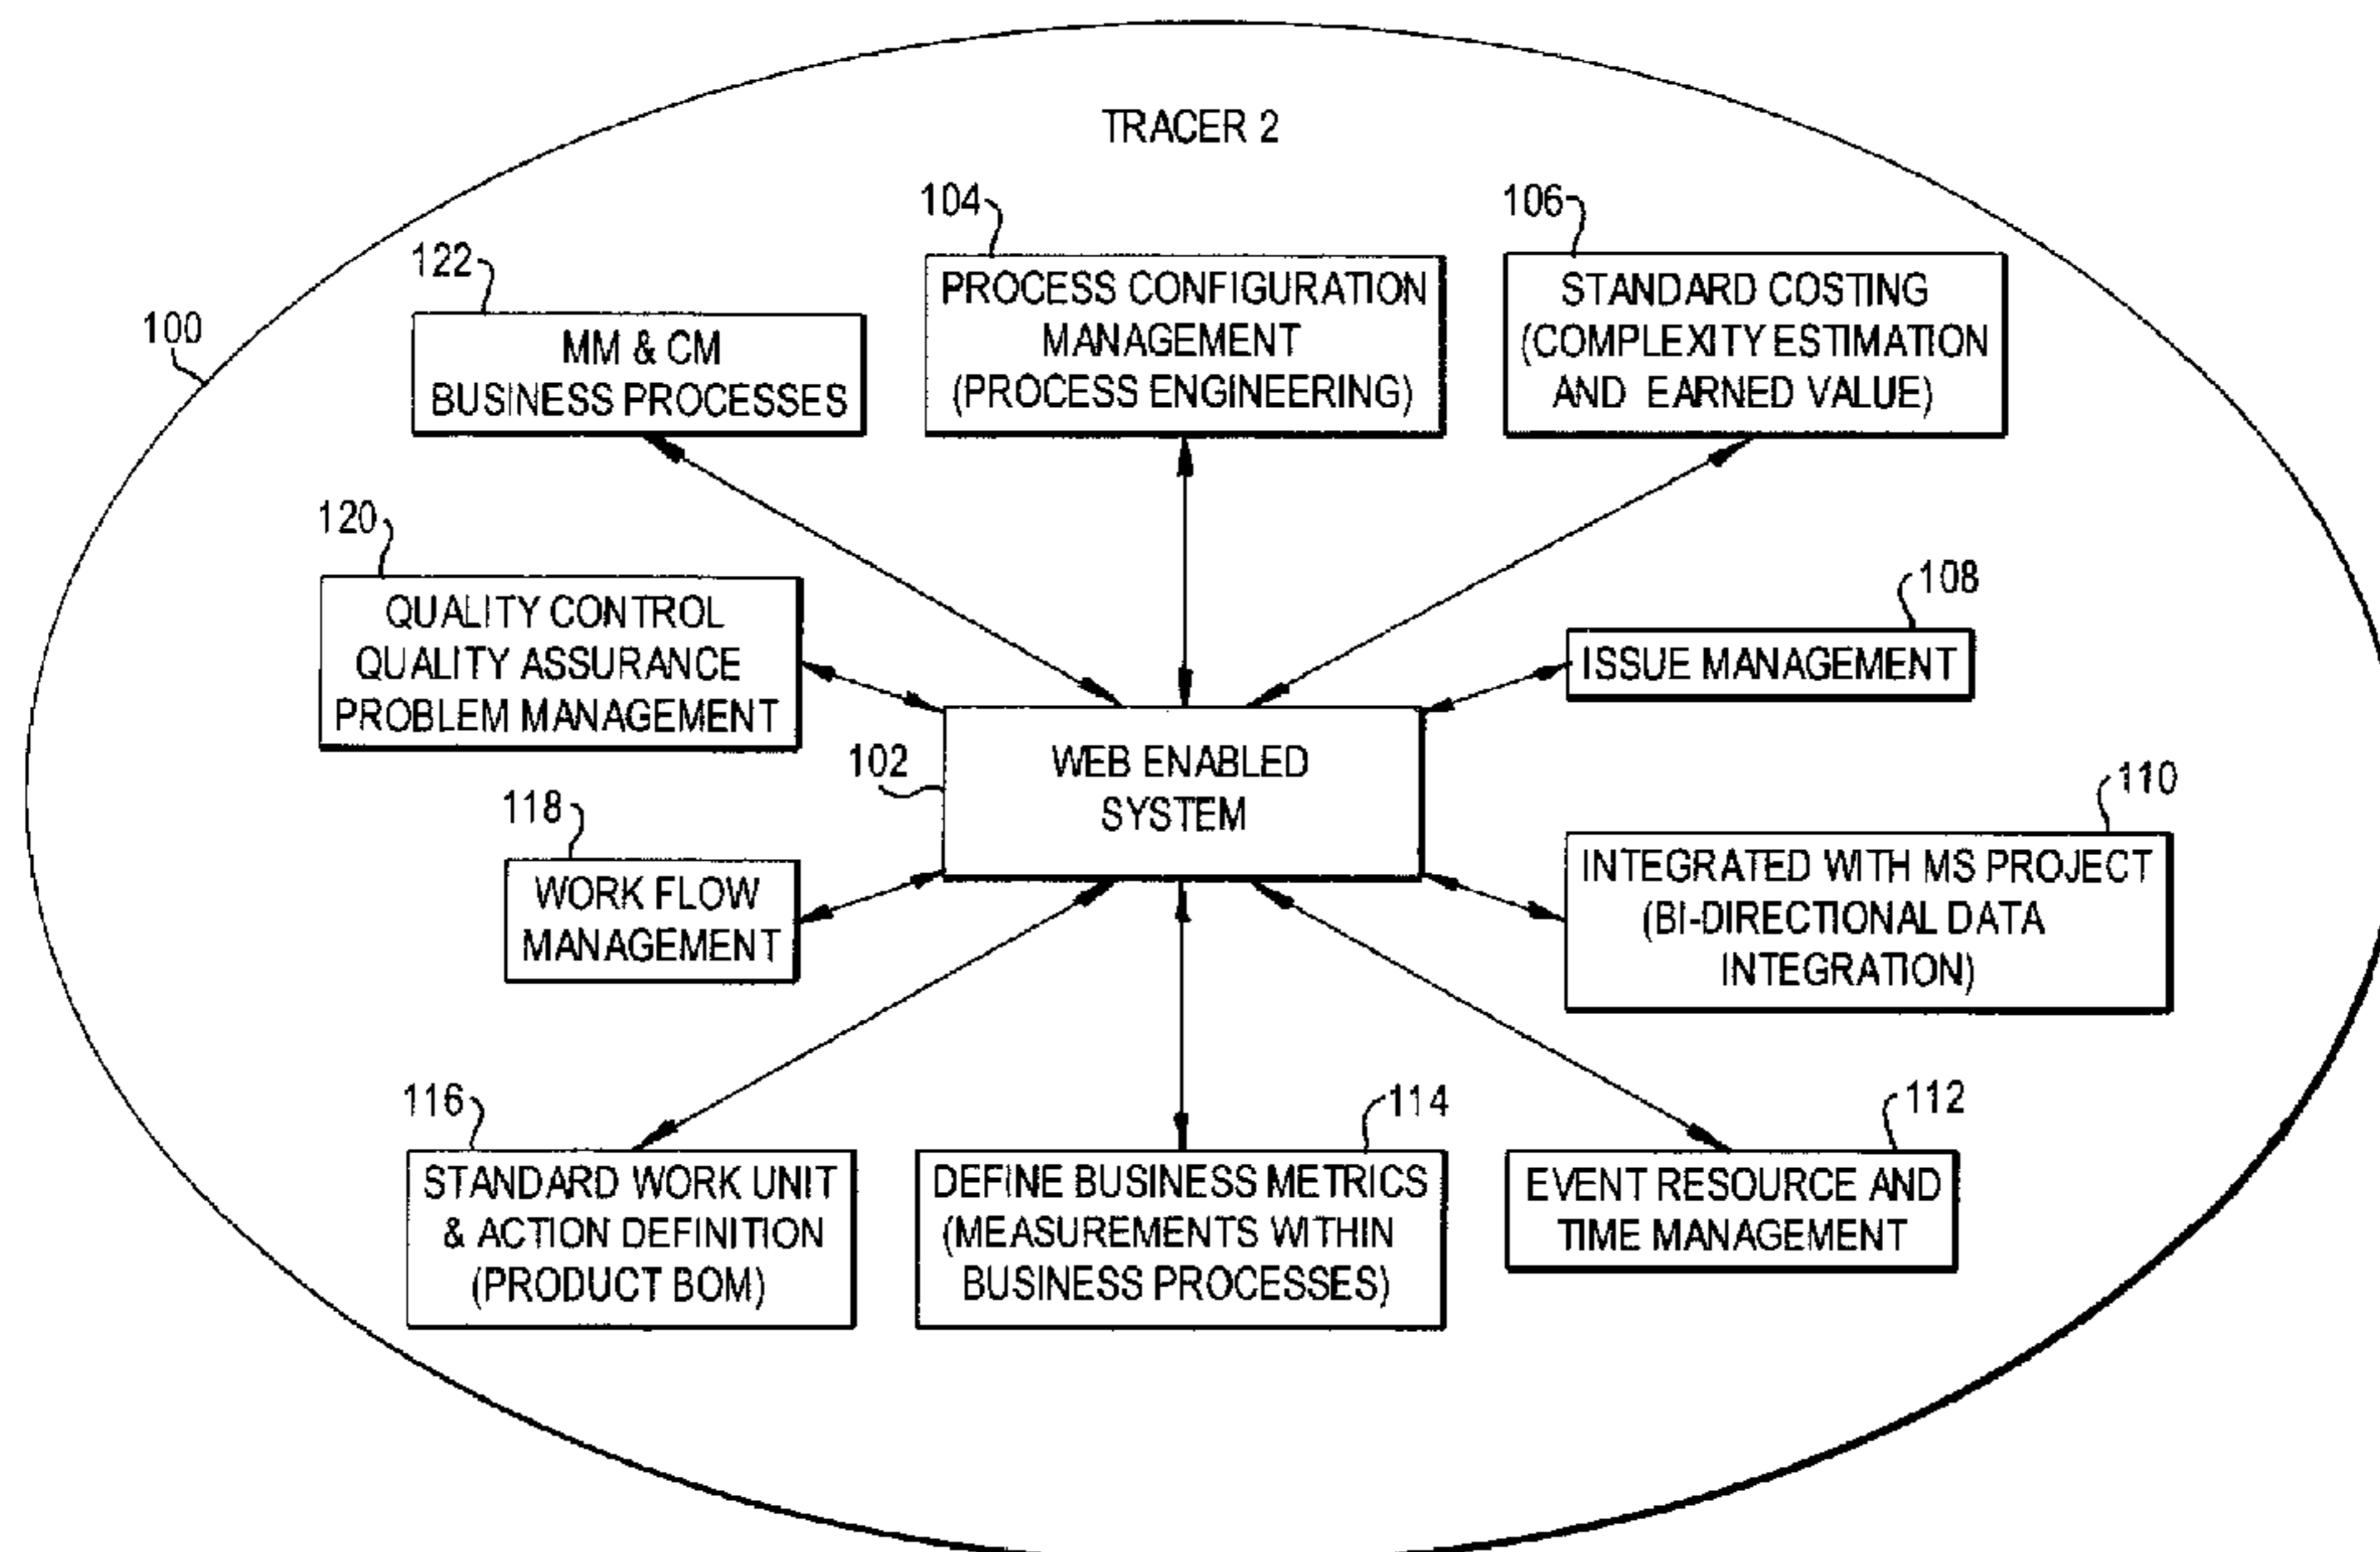 TRACER 2
100
122
MM & CM
BUSINESS PROCESSES
104
PROCESS CONFIGURATION
MANAGEMENT
(PROCESS ENGINEERING)
106
STANDARD COSTING
(COMPLEXITY ESTIMATION
AND EARNED VALUE)
120
QUALITY CONTROL
QUALITY ASSURANCE
PROBLEM MANAGEMENT
108
ISSUE MANAGEMENT
102
WEB ENABLED
SYSTEM
118
WORK FLOW
MANAGEMENT
110
INTEGRATED WITH MS PROJECT
(BI-DIRECTIONAL DATA
INTEGRATION)
116
STANDARD WORK UNIT
& ACTION DEFINITION
(PRODUCT BOM)
114
DEFINE BUSINESS METRICS
(MEASUREMENTS WITHIN
BUSINESS PROCESSES)
112
EVENT RESOURCE AND
TIME MANAGEMENT